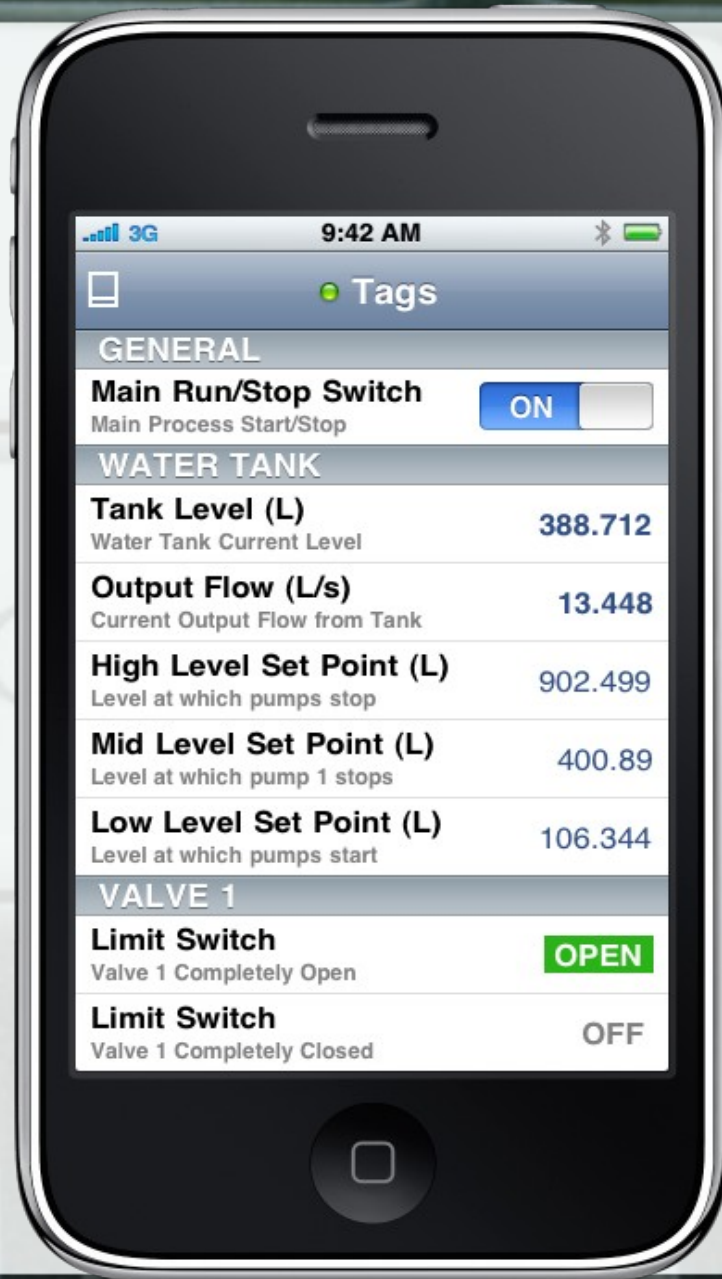 3G 9:42 AM
Tags
GENERAL
Main Run/Stop Switch ON
Main Process Start/Stop
WATER TANK
Tank Level (L) 388.712
Water Tank Current Level
Output Flow (L/s) 13.448
Current Output Flow from Tank
High Level Set Point (L) 902.499
Level at which pumps stop
Mid Level Set Point (L) 400.89
Level at which pump 1 stops
Low Level Set Point (L) 106.344
Level at which pumps start
VALVE 1
Limit Switch OPEN
Valve 1 Completely Open
Limit Switch OFF
Valve 1 Completely Closed